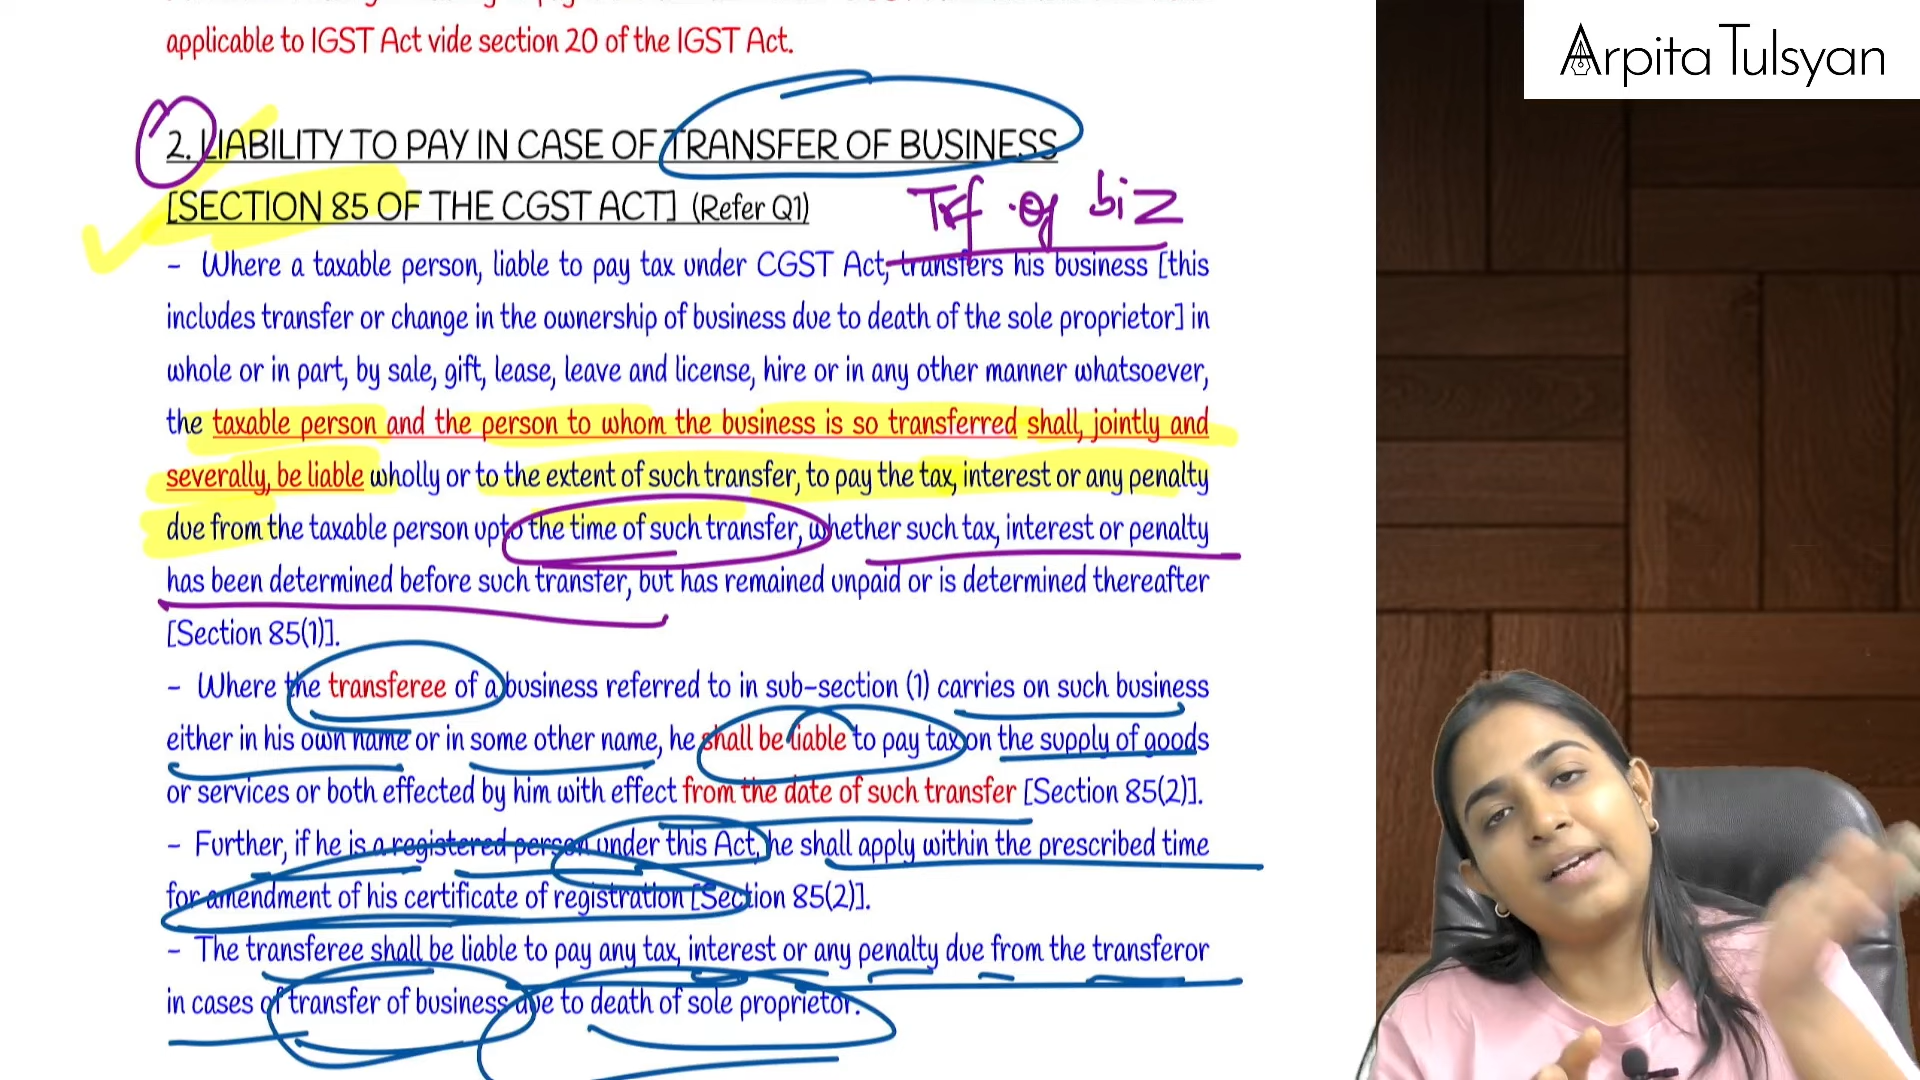 Arpita Tulsyan
applicable to IGST Act vide section 20 of the IGST Act.
2. LIABILITY TO PAY IN CASE OF TRANSFER OF BUSINESS
[SECTION 85 OF THE CGST ACT] (Refer Q1)
Trf of biz
- Where a taxable person, liable to pay tax under CGST Act, transfers his business [this
includes transfer or change in the ownership of business due to death of the sole proprietor] in
whole or in part, by sale, gift, lease, leave and license, hire or in any other manner whatsoever,
the taxable person and the person to whom the business is so transferred shall, jointly and
severally, be liable wholly or to the extent of such transfer, to pay the tax, interest or any penalty
due from the taxable person upto the time of such transfer, whether such tax, interest or penalty
has been determined before such transfer, but has remained unpaid or is determined thereafter
[Section 85(1)].
- Where the transferee of a business referred to in sub-section (1) carries on such business
either in his own name or in some other name, he shall be liable to pay tax on the supply of goods
or services or both effected by him with effect from the date of such transfer [Section 85(2)].
- Further, if he is a registered person under this Act, he shall apply within the prescribed time
for amendment of his certificate of registration [Section 85(2)].
- The transferee shall be liable to pay any tax, interest or any penalty due from the transferor
in cases of transfer of business due to death of sole proprietor.